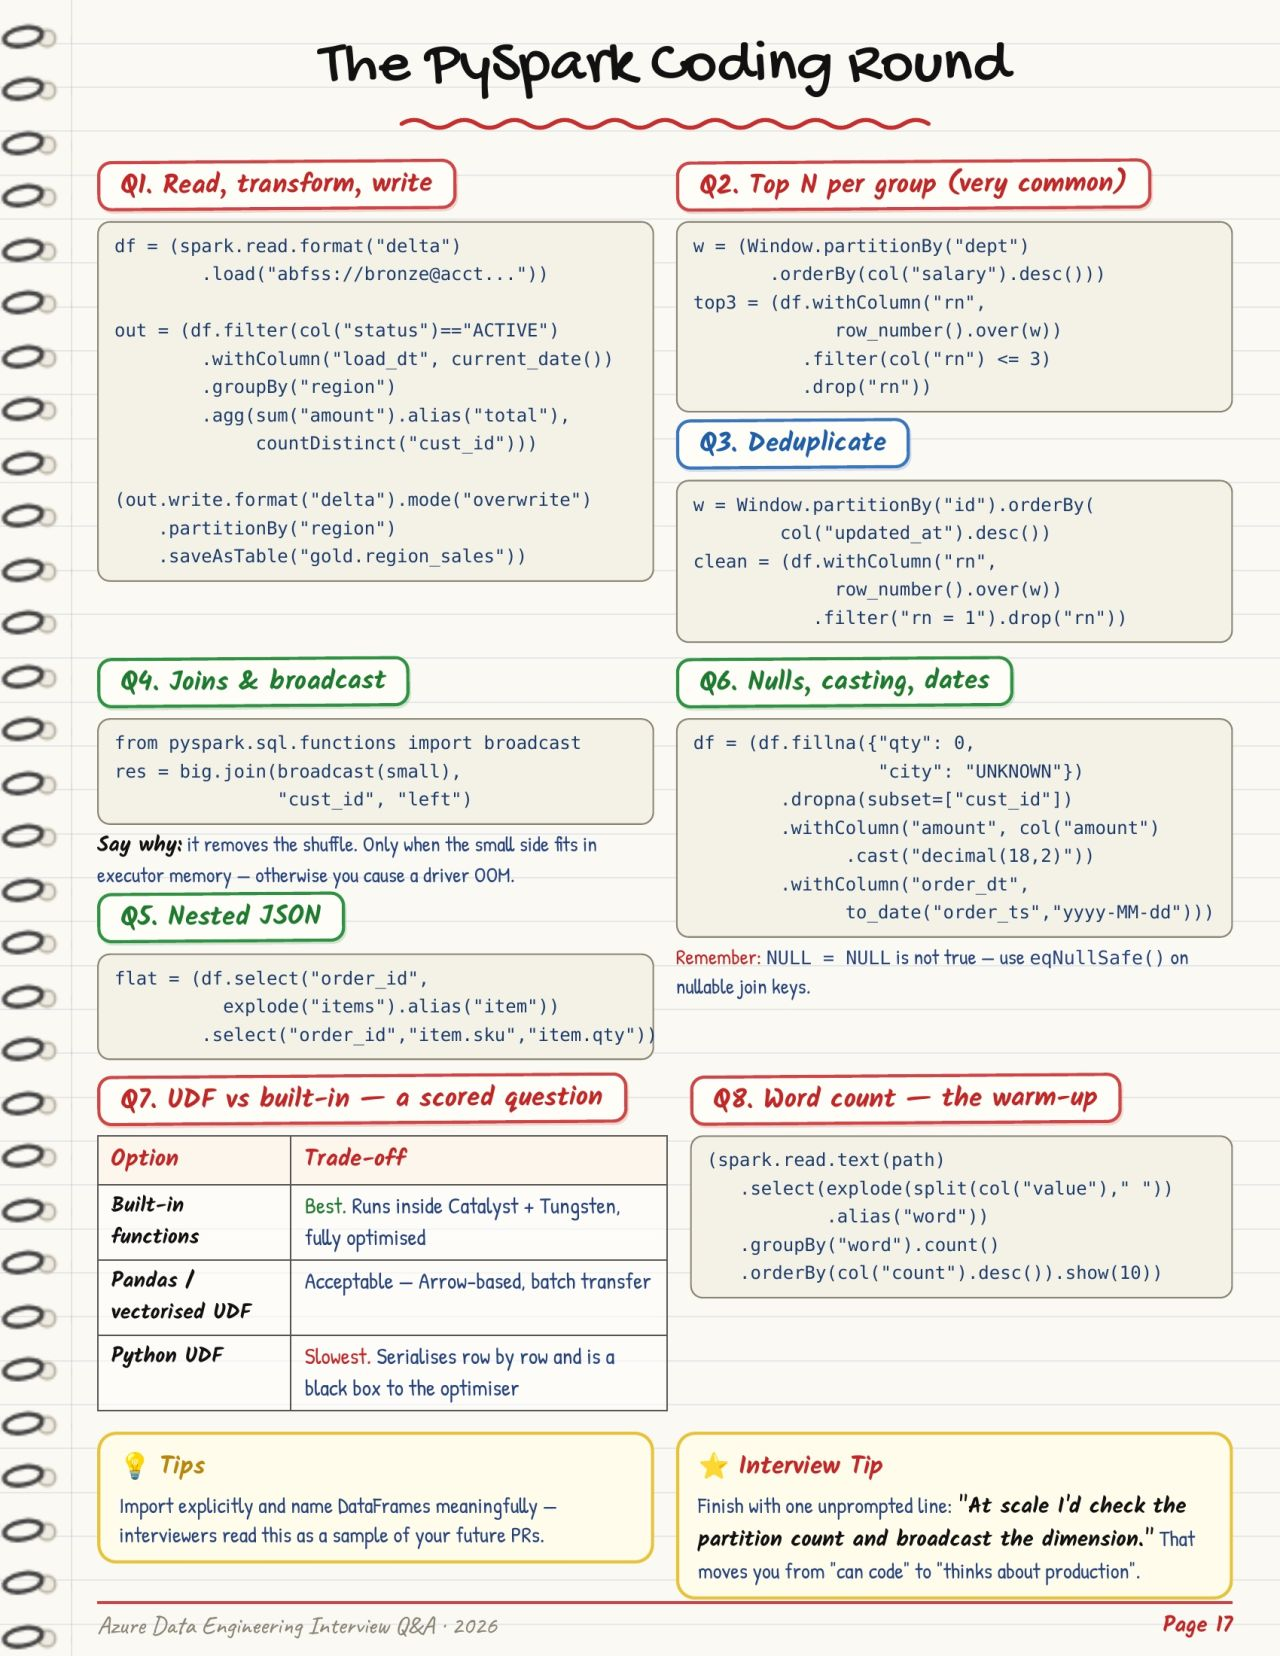 The PySpark Coding Round
Q1. Read, transform, write
df = (spark.read.format("delta")
        .load("abfss://bronze@acct..."))
out = (df.filter(col("status")=="ACTIVE")
        .withColumn("load_dt", current_date())
        .groupBy("region")
        .agg(sum("amount").alias("total"),
             countDistinct("cust_id")))
(out.write.format("delta").mode("overwrite")
    .partitionBy("region")
    .saveAsTable("gold.region_sales"))
Q2. Top N per group (very common)
w = (Window.partitionBy("dept")
       .orderBy(col("salary").desc()))
top3 = (df.withColumn("rn",
             row_number().over(w))
          .filter(col("rn") <= 3)
          .drop("rn"))
Q3. Deduplicate
w = Window.partitionBy("id").orderBy(
        col("updated_at").desc())
clean = (df.withColumn("rn",
             row_number().over(w))
           .filter("rn = 1").drop("rn"))
Q4. Joins & broadcast
from pyspark.sql.functions import broadcast
res = big.join(broadcast(small),
               "cust_id", "left")
Say why: it removes the shuffle. Only when the small side fits in
executor memory — otherwise you cause a driver OOM.
Q5. Nested JSON
flat = (df.select("order_id",
          explode("items").alias("item"))
        .select("order_id","item.sku","item.qty"))
Q6. Nulls, casting, dates
df = (df.fillna({"qty": 0,
                 "city": "UNKNOWN"})
        .dropna(subset=["cust_id"])
        .withColumn("amount", col("amount")
              .cast("decimal(18,2)"))
        .withColumn("order_dt",
              to_date("order_ts","yyyy-MM-dd")))
Remember: NULL = NULL is not true — use eqNullSafe() on
nullable join keys.
Q7. UDF vs built-in — a scored question
Option Trade-off
Built-in Best. Runs inside Catalyst + Tungsten,
functions fully optimised
Pandas / Acceptable — Arrow-based, batch transfer
vectorised UDF
Python UDF Slowest. Serialises row by row and is a
black box to the optimiser
Q8. Word count — the warm-up
(spark.read.text(path)
   .select(explode(split(col("value")," "))
           .alias("word"))
   .groupBy("word").count()
   .orderBy(col("count").desc()).show(10))
💡 Tips
Import explicitly and name DataFrames meaningfully —
interviewers read this as a sample of your future PRs.
⭐ Interview Tip
Finish with one unprompted line: "At scale I'd check the
partition count and broadcast the dimension." That
moves you from "can code" to "thinks about production".
Azure Data Engineering Interview Q&A · 2026
Page 17